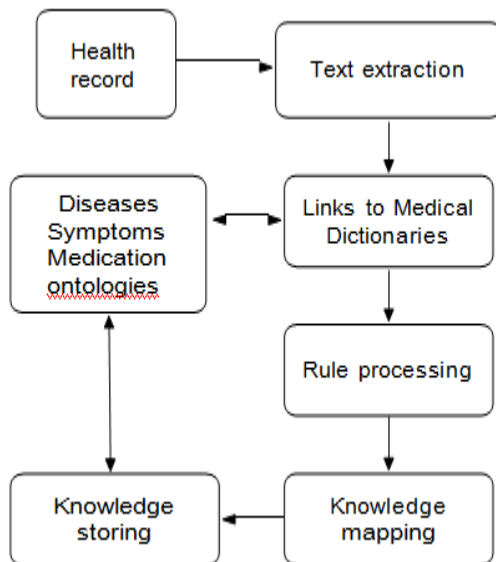 Health
record
Text extraction
Diseases
Symptoms
Medication
ontologies
Links to Medical
Dictionaries
Rule processing
Knowledge
storing
Knowledge
mapping